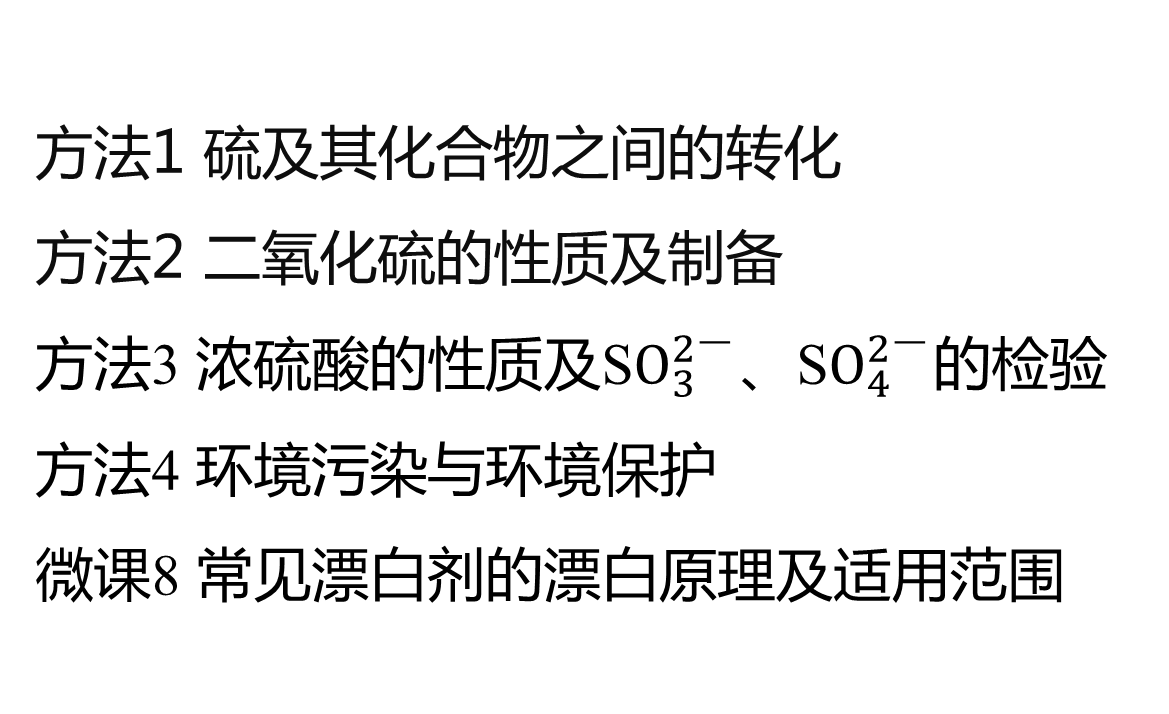 方法1 硫及其化合物之间的转化
方法2 二氧化硫的性质及制备
方法3 浓硫酸的性质及SO₃²⁻、SO₄²⁻的检验
方法4 环境污染与环境保护
微课8 常见漂白剂的漂白原理及适用范围